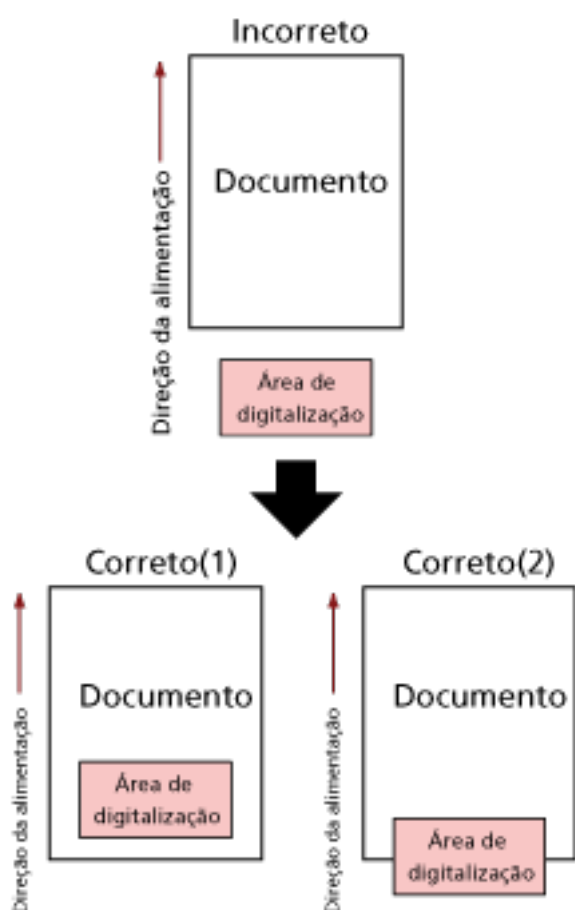 Incorreto
Direção da alimentação
Documento
Área de
digitalização
Correto(1)
Direção da alimentação
Documento
Área de
digitalização
Correto(2)
Direção da alimentação
Documento
Área de
digitalização